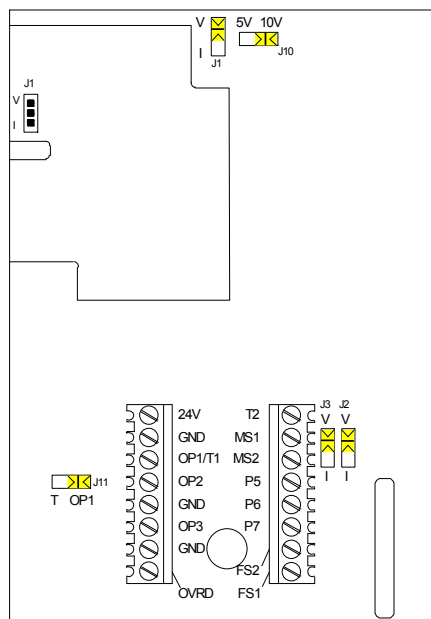 V 5V 10V
I J1 J10
J1
V
I
J3 J2
V V
I I
24V T2
GND MS1
OP1/T1 MS2
OP2 P5
GND P6
OP3 P7
GND
FS2
OVRD FS1
J11
T OP1